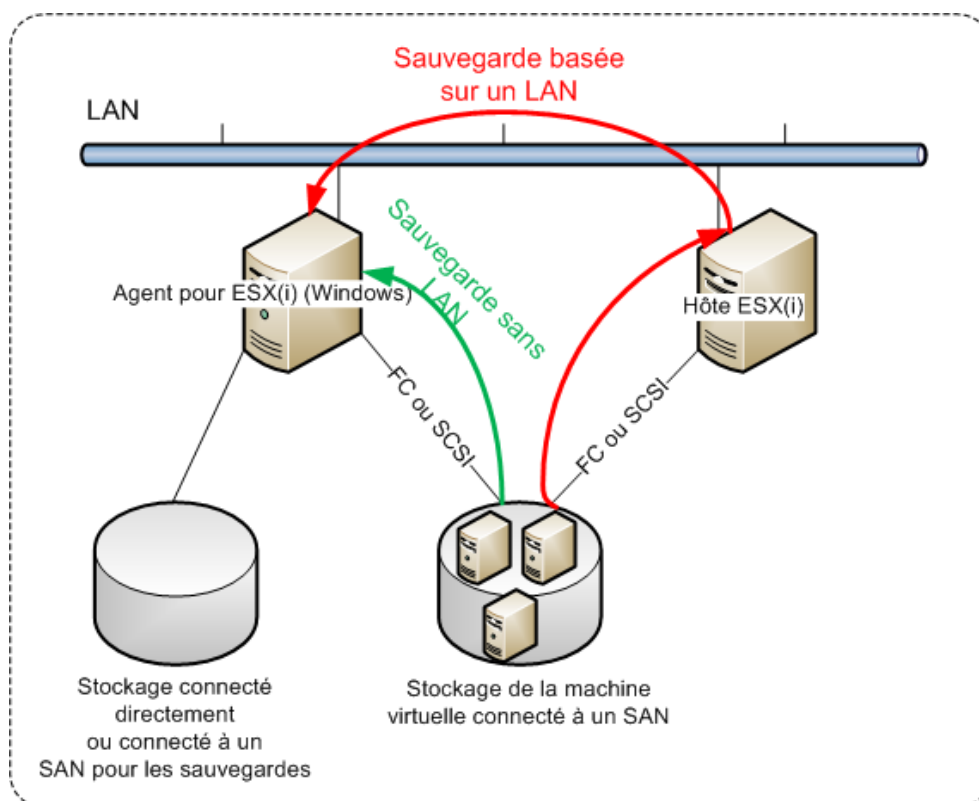 Sauvegarde basée
sur un LAN
LAN
Sauvegarde sans
LAN
Agent pour ESX(i) (Windows)
Hôte ESX(i)
FC ou SCSI
FC ou SCSI
Stockage connecté
directement
ou connecté à un
SAN pour les sauvegardes
Stockage de la machine
virtuelle connecté à un SAN